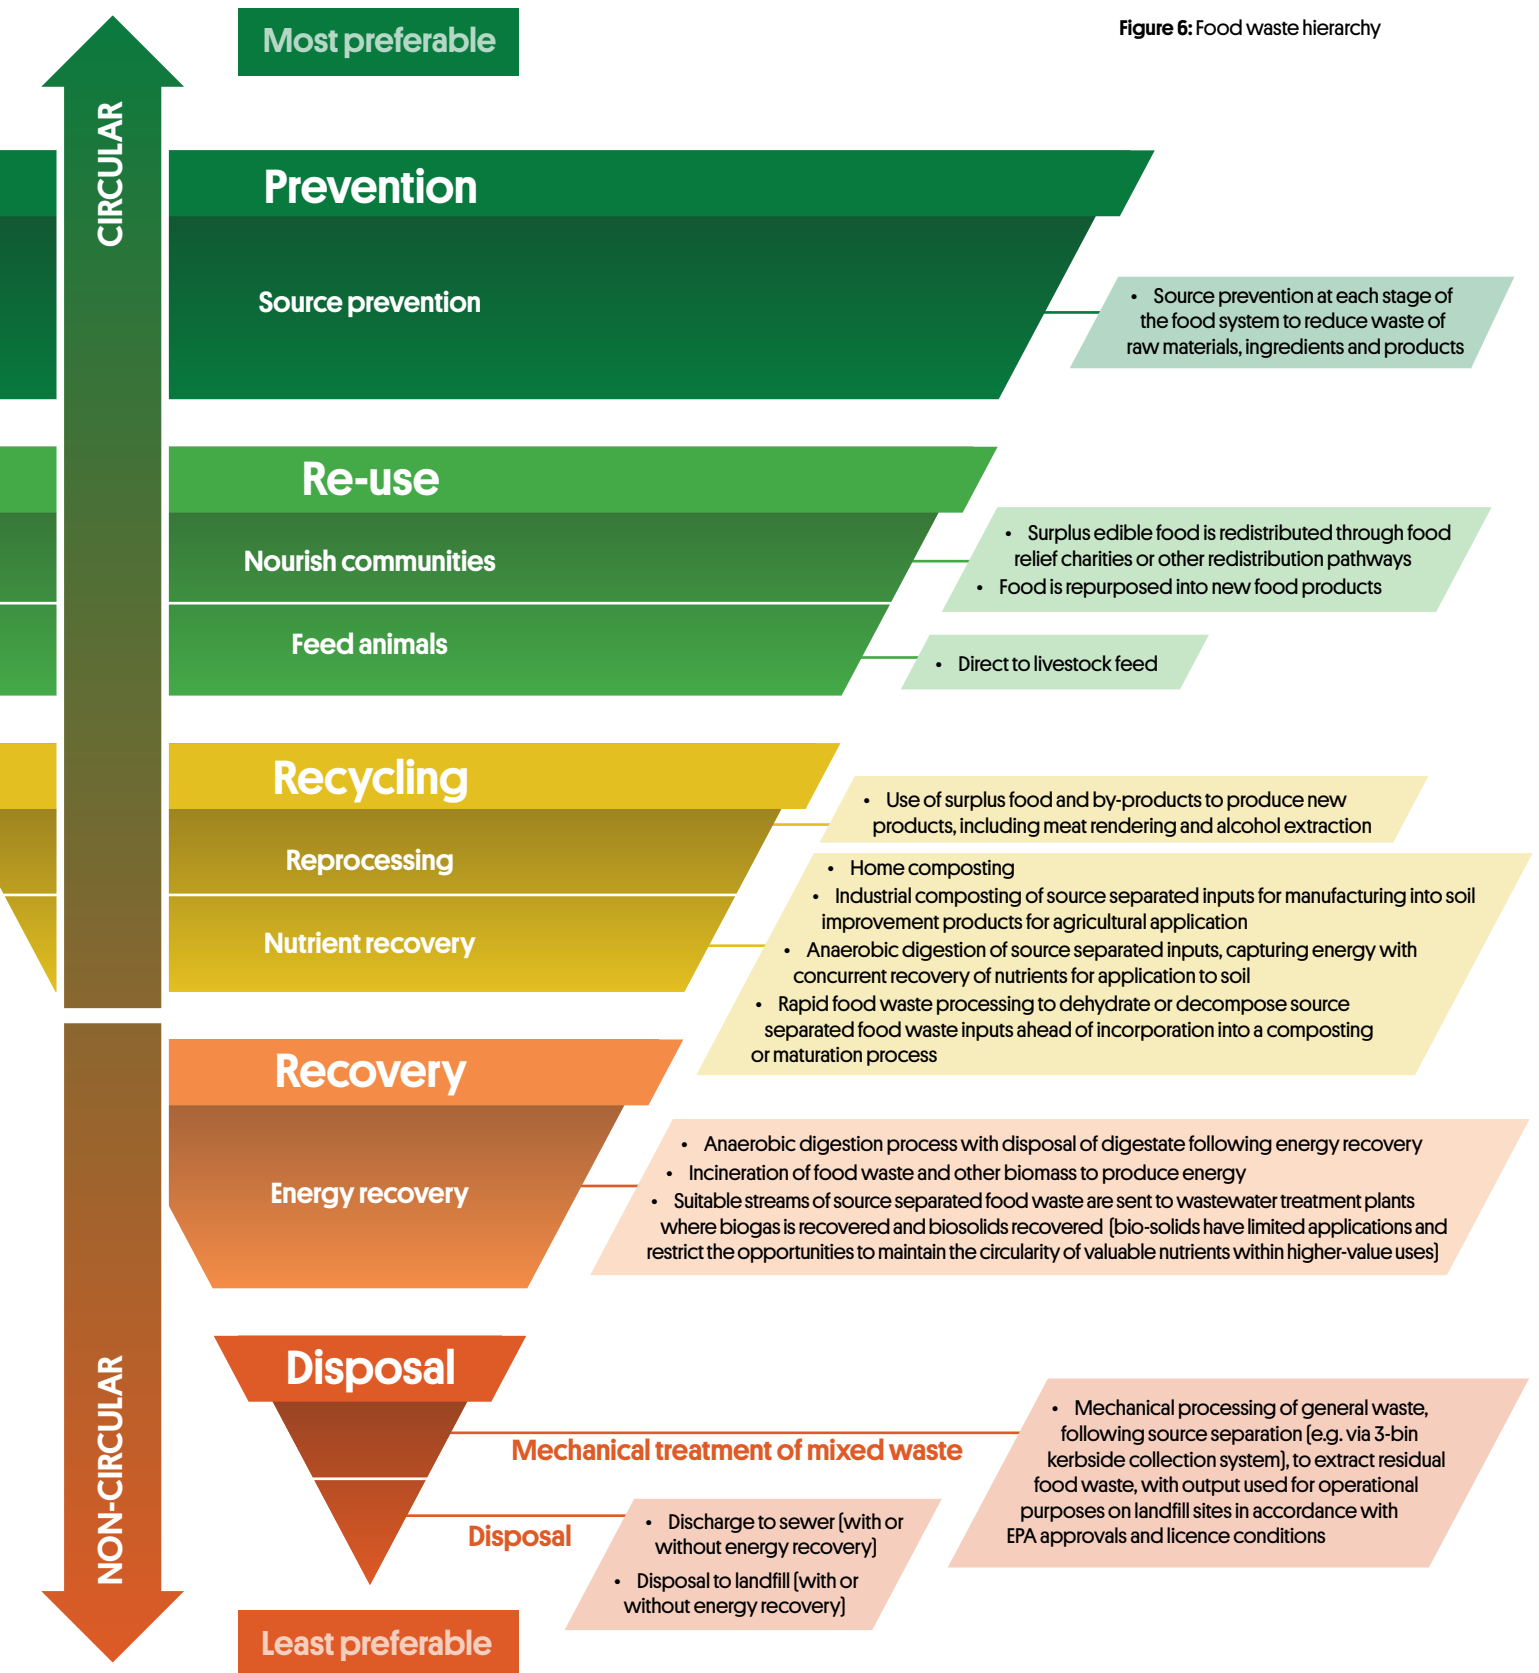 Most preferable
Figure 6: Food waste hierarchy
CIRCULAR
Prevention
Source prevention
• Source prevention at each stage of
the food system to reduce waste of
raw materials, ingredients and products
Re-use
Nourish communities
• Surplus edible food is redistributed through food
relief charities or other redistribution pathways
• Food is repurposed into new food products
Feed animals
• Direct to livestock feed
Recycling
Reprocessing
• Use of surplus food and by-products to produce new
products, including meat rendering and alcohol extraction
Nutrient recovery
• Home composting
• Industrial composting of source separated inputs for manufacturing into soil
improvement products for agricultural application
• Anaerobic digestion of source separated inputs, capturing energy with
concurrent recovery of nutrients for application to soil
• Rapid food waste processing to dehydrate or decompose source
separated food waste inputs ahead of incorporation into a composting
or maturation process
NON-CIRCULAR
Recovery
Energy recovery
• Anaerobic digestion process with disposal of digestate following energy recovery
• Incineration of food waste and other biomass to produce energy
• Suitable streams of source separated food waste are sent to wastewater treatment plants
where biogas is recovered and biosolids recovered (bio-solids have limited applications and
restrict the opportunities to maintain the circularity of valuable nutrients within higher-value uses)
Disposal
Mechanical treatment of mixed waste
• Mechanical processing of general waste,
following source separation (e.g. via 3-bin
kerbside collection system), to extract residual
food waste, with output used for operational
purposes on landfill sites in accordance with
EPA approvals and licence conditions
Disposal
• Discharge to sewer (with or
without energy recovery)
• Disposal to landfill (with or
without energy recovery)
Least preferable